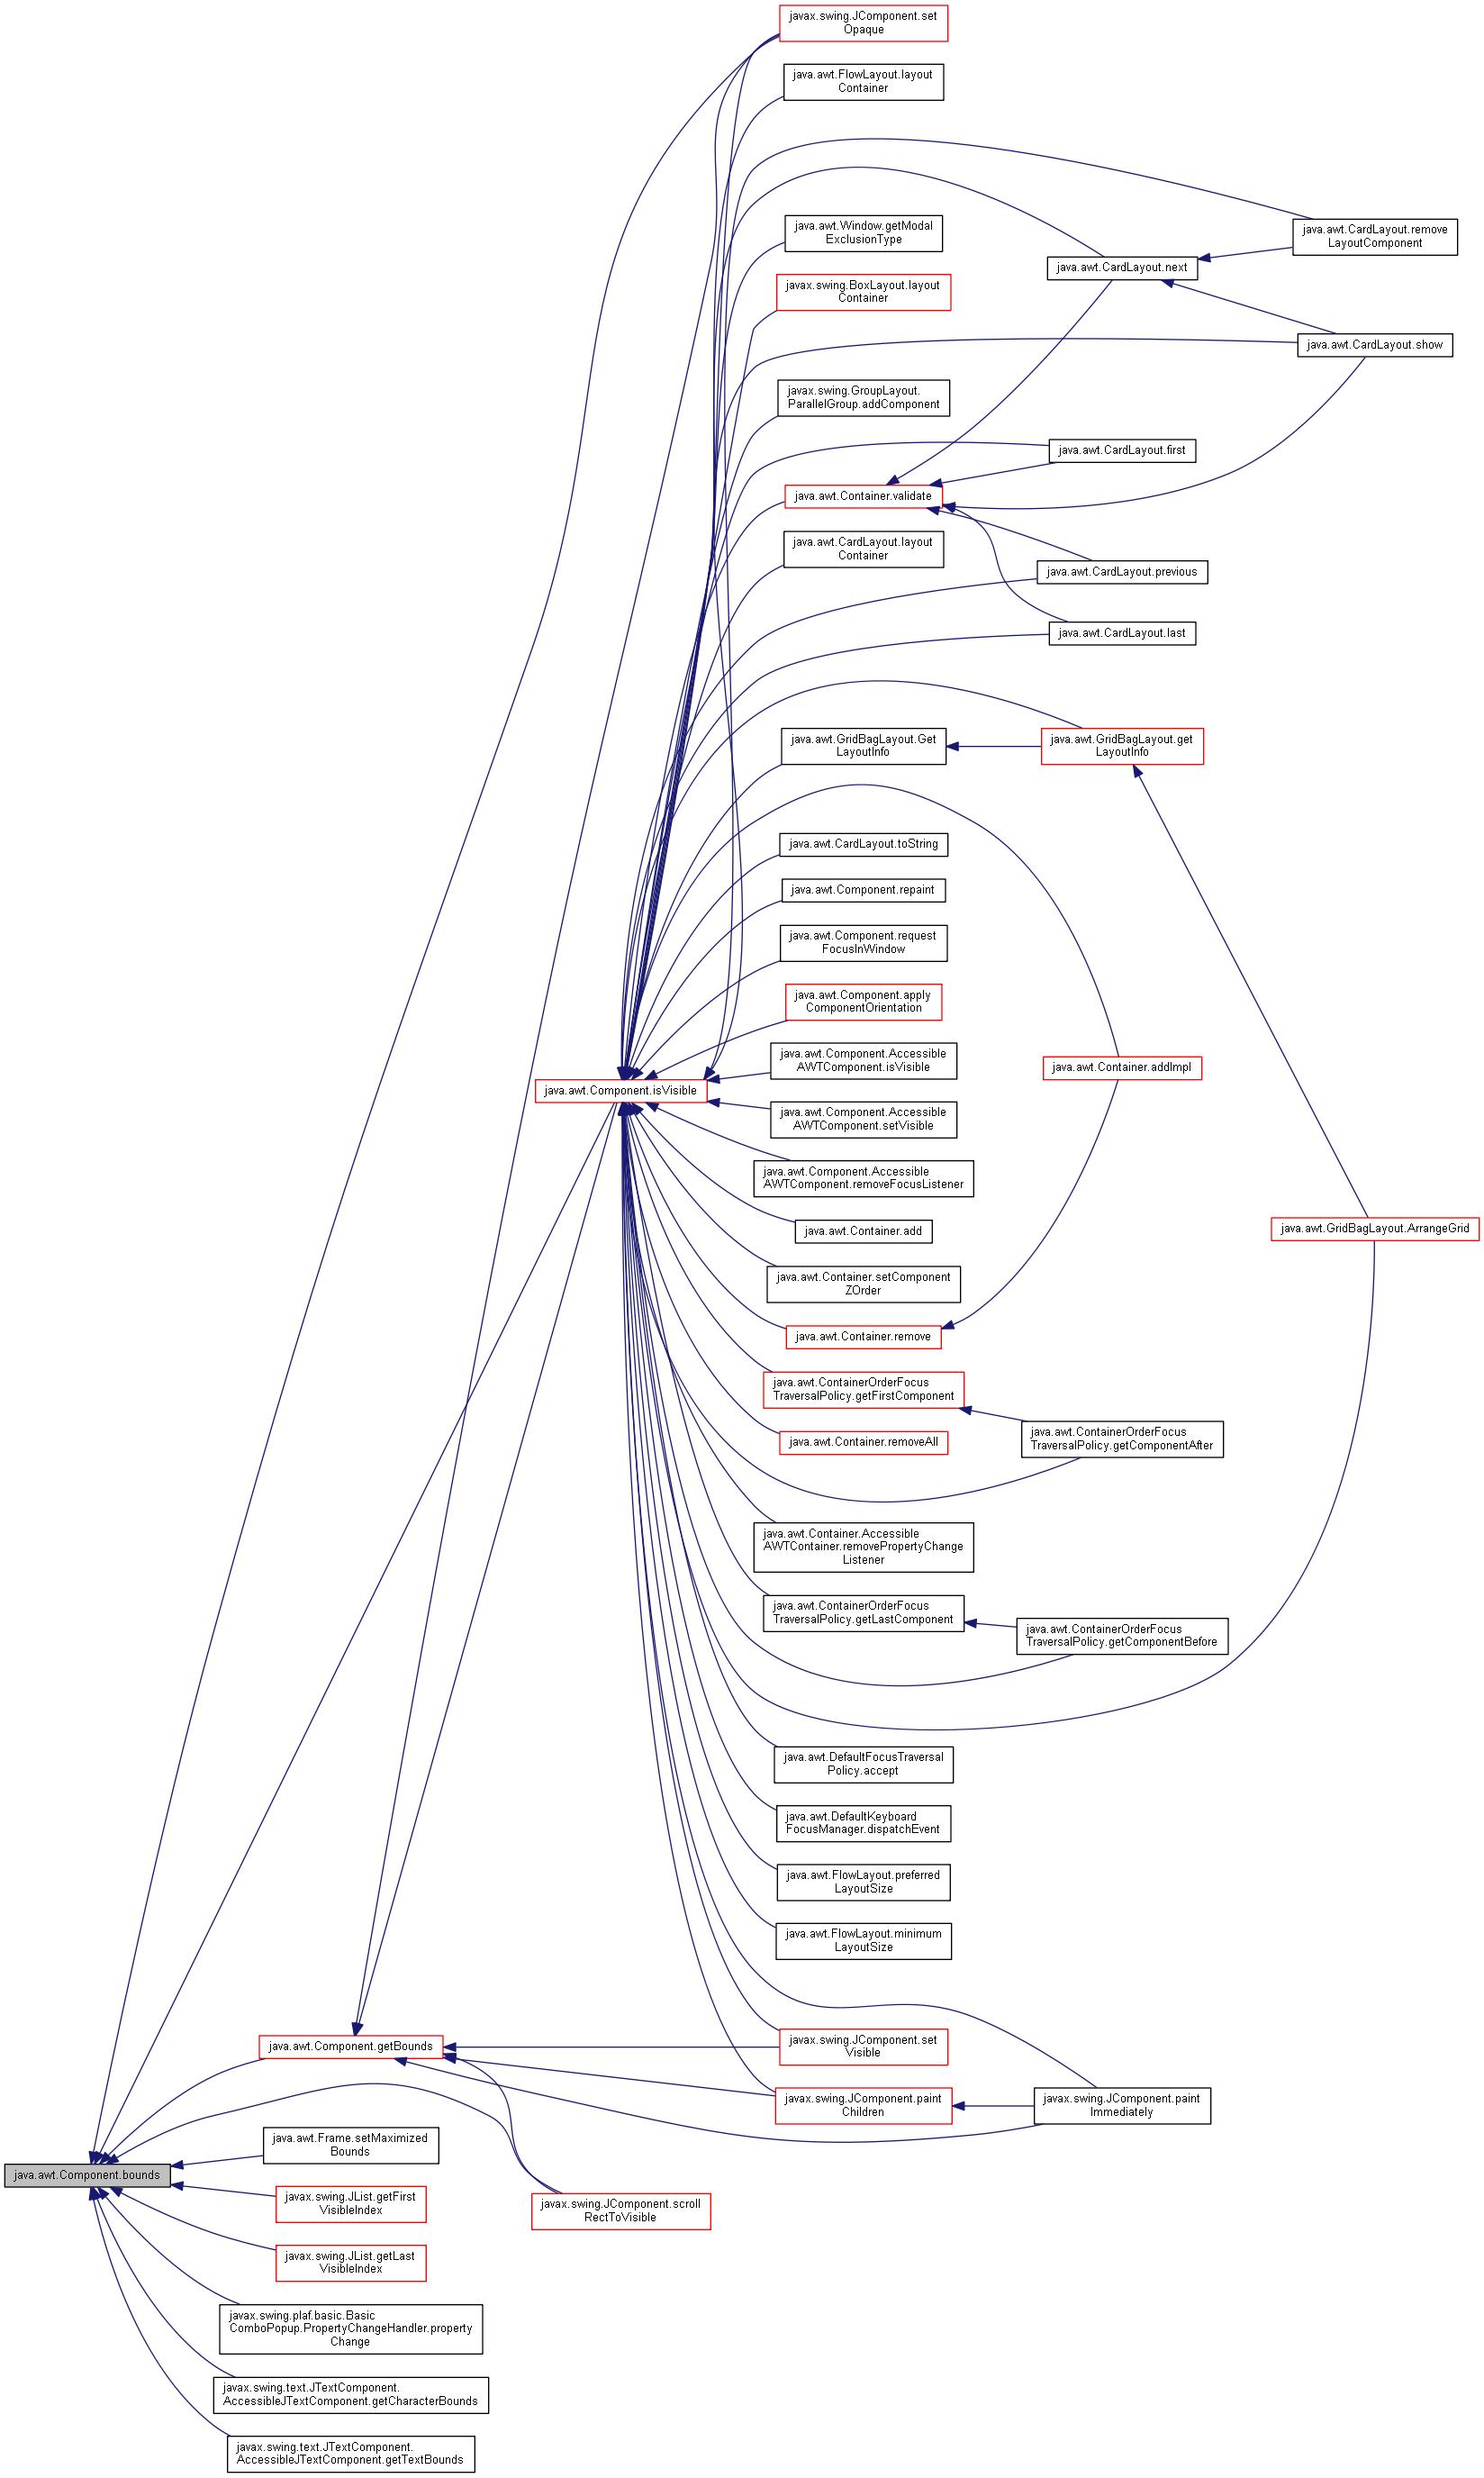 javax.swing.JComponent.set
Opaque
java.awt.FlowLayout.layout
Container
java.awt.Window.getModal
ExclusionType
java.awt.CardLayout.remove
LayoutComponent
java.awt.CardLayout.next
javax.swing.BoxLayout.layout
Container
java.awt.CardLayout.show
javax.swing.GroupLayout.
ParallelGroup.addComponent
java.awt.CardLayout.first
java.awt.Container.validate
java.awt.CardLayout.layout
Container
java.awt.CardLayout.previous
java.awt.CardLayout.last
java.awt.GridBagLayout.Get
LayoutInfo
java.awt.GridBagLayout.get
LayoutInfo
java.awt.CardLayout.toString
java.awt.Component.repaint
java.awt.Component.request
FocusInWindow
java.awt.Component.apply
ComponentOrientation
java.awt.Component.Accessible
AWTComponent.isVisible
java.awt.Container.addImpl
java.awt.Component.isVisible
java.awt.Component.Accessible
AWTComponent.setVisible
java.awt.Component.Accessible
AWTComponent.removeFocusListener
java.awt.Container.add
java.awt.GridBagLayout.ArrangeGrid
java.awt.Container.setComponent
ZOrder
java.awt.Container.remove
java.awt.ContainerOrderFocus
TraversalPolicy.getFirstComponent
java.awt.Container.removeAll
java.awt.ContainerOrderFocus
TraversalPolicy.getComponentAfter
java.awt.Container.Accessible
AWTContainer.removePropertyChange
Listener
java.awt.ContainerOrderFocus
TraversalPolicy.getLastComponent
java.awt.ContainerOrderFocus
TraversalPolicy.getComponentBefore
java.awt.DefaultFocusTraversal
Policy.accept
java.awt.DefaultKeyboard
FocusManager.dispatchEvent
java.awt.FlowLayout.preferred
LayoutSize
java.awt.FlowLayout.minimum
LayoutSize
java.awt.Component.getBounds
javax.swing.JComponent.set
Visible
javax.swing.JComponent.paint
Children
javax.swing.JComponent.paint
Immediately
java.awt.Frame.setMaximized
Bounds
java.awt.Component.bounds
javax.swing.JList.getFirst
VisibleIndex
javax.swing.JComponent.scroll
RectToVisible
javax.swing.JList.getLast
VisibleIndex
javax.swing.plaf.basic.Basic
ComboPopup.PropertyChangeHandler.property
Change
javax.swing.text.JTextComponent.
AccessibleJTextComponent.getCharacterBounds
javax.swing.text.JTextComponent.
AccessibleJTextComponent.getTextBounds